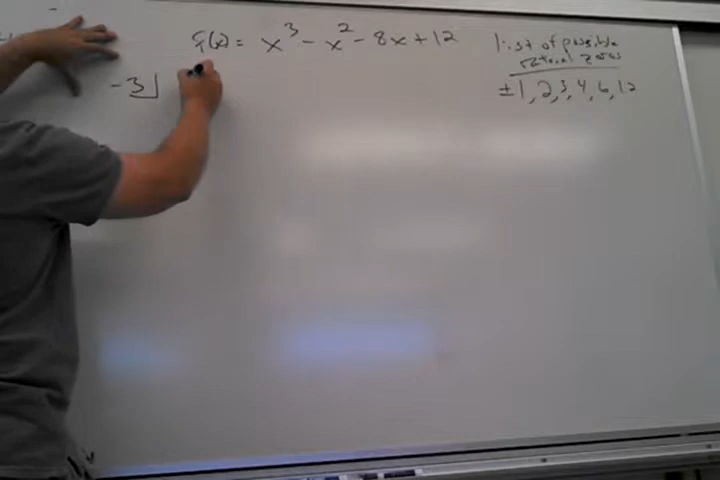 q(x) = x³ - x² - 8x + 12
list of possible
rational zeros
± 1, 2, 3, 4, 6, 12
-3